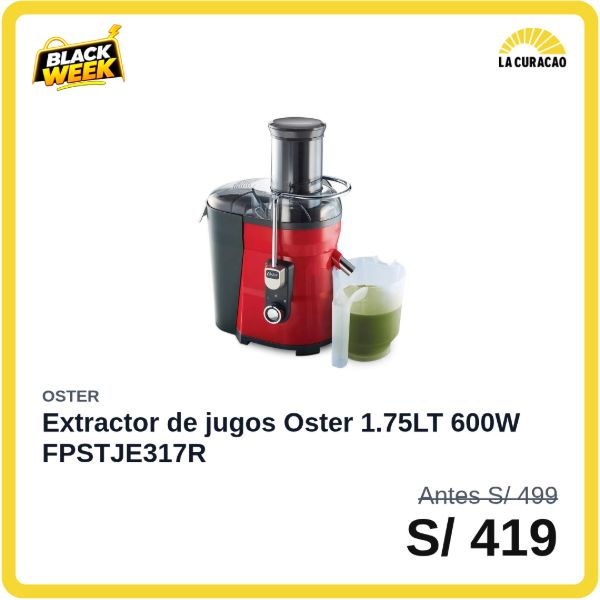 BLACK
WEEK
LA CURACAO
OSTER
Extractor de jugos Oster 1.75LT 600W
FPSTJE317R
Antes S/ 499
S/ 419